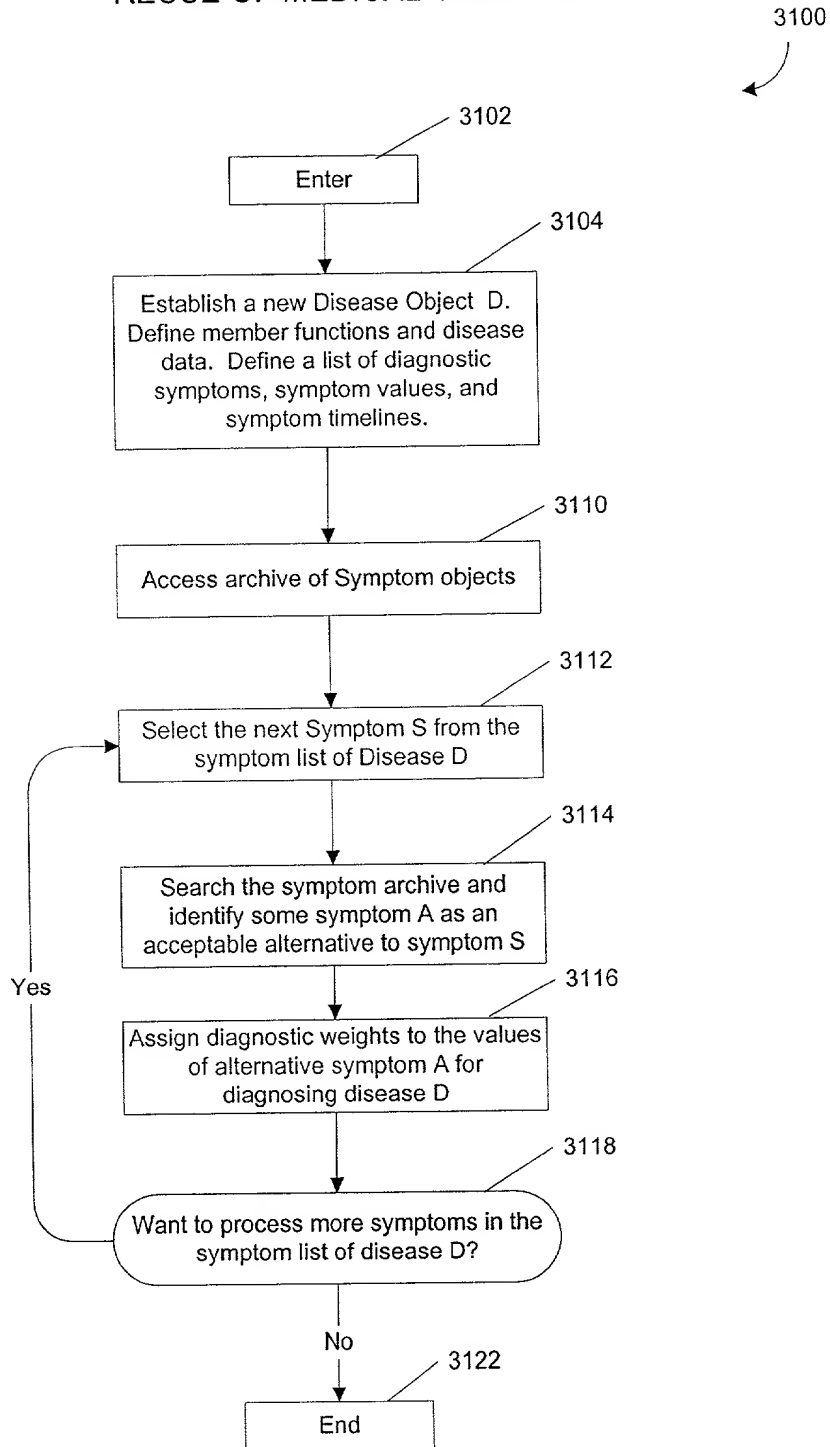 3100
3102
Enter
3104
Establish a new Disease Object D.
Define member functions and disease
data. Define a list of diagnostic
symptoms, symptom values, and
symptom timelines.
3110
Access archive of Symptom objects
3112
Select the next Symptom S from the
symptom list of Disease D
3114
Search the symptom archive and
identify some symptom A as an
acceptable alternative to symptom S
Yes
3116
Assign diagnostic weights to the values
of alternative symptom A for
diagnosing disease D
3118
Want to process more symptoms in the
symptom list of disease D?
No
3122
End